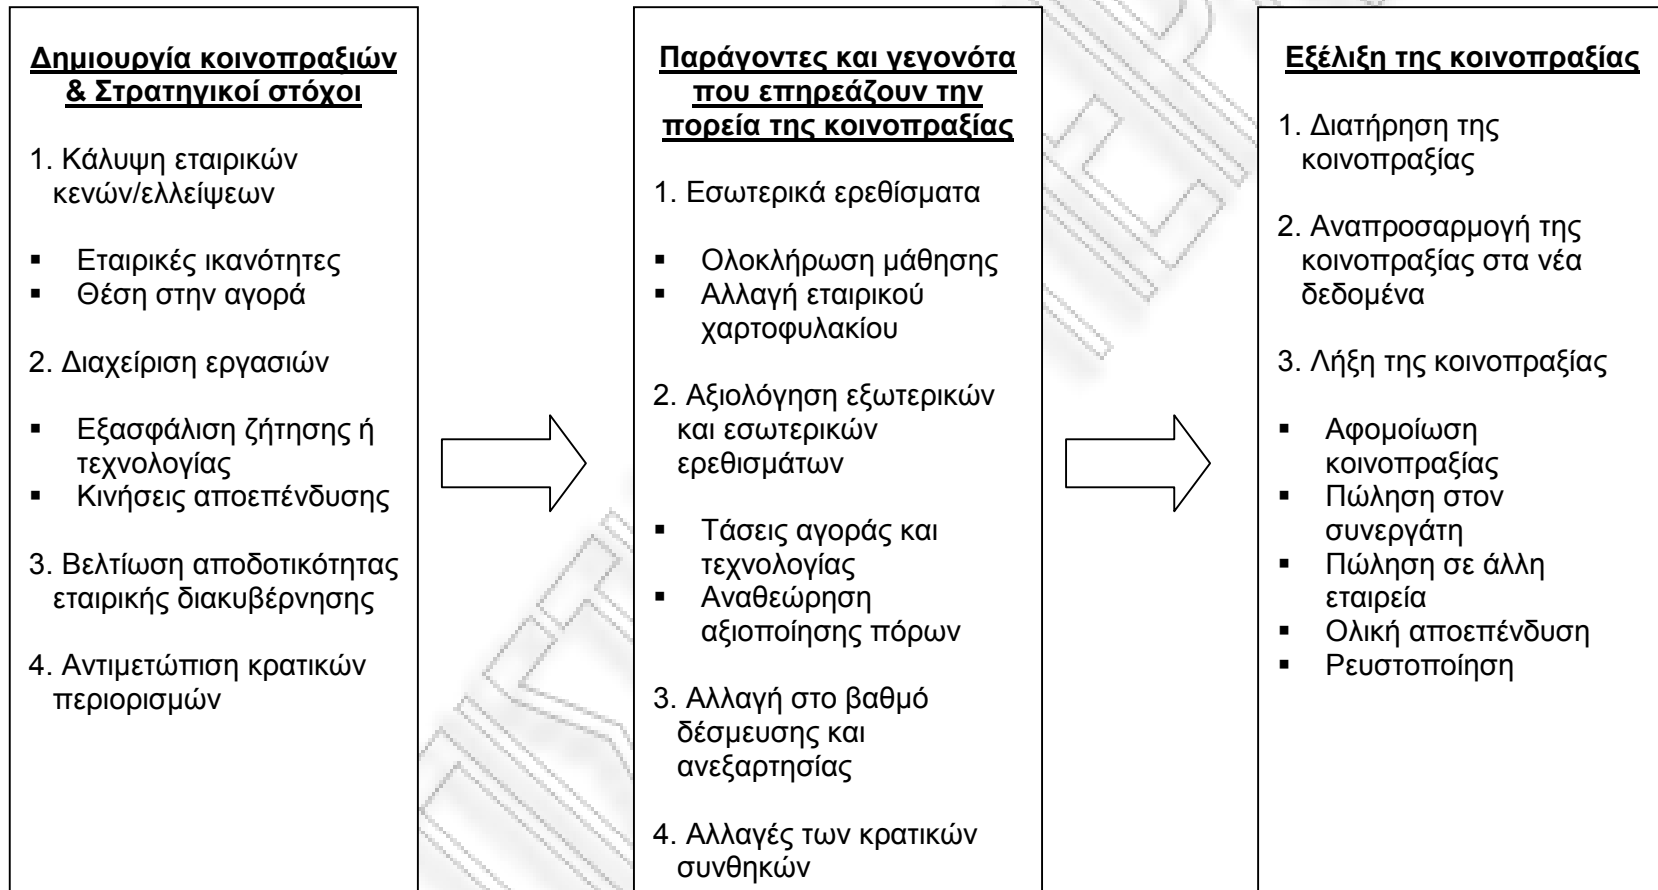 Δημιουργία κοινοπραξιών
& Στρατηγικοί στόχοι
1. Κάλυψη εταιρικών
κενών/ελλείψεων
▪ Εταιρικές ικανότητες
▪ Θέση στην αγορά
2. Διαχείριση εργασιών
▪ Εξασφάλιση ζήτησης ή
τεχνολογίας
▪ Κινήσεις αποεπένδυσης
3. Βελτίωση αποδοτικότητας
εταιρικής διακυβέρνησης
4. Αντιμετώπιση κρατικών
περιορισμών
Παράγοντες και γεγονότα
που επηρεάζουν την
πορεία της κοινοπραξίας
1. Εσωτερικά ερεθίσματα
▪ Ολοκλήρωση μάθησης
▪ Αλλαγή εταιρικού
χαρτοφυλακίου
2. Αξιολόγηση εξωτερικών
και εσωτερικών
ερεθισμάτων
▪ Τάσεις αγοράς και
τεχνολογίας
▪ Αναθεώρηση
αξιοποίησης πόρων
3. Αλλαγή στο βαθμό
δέσμευσης και
ανεξαρτησίας
4. Αλλαγές των κρατικών
συνθηκών
Εξέλιξη της κοινοπραξίας
1. Διατήρηση της
κοινοπραξίας
2. Αναπροσαρμογή της
κοινοπραξίας στα νέα
δεδομένα
3. Λήξη της κοινοπραξίας
▪ Αφομοίωση
κοινοπραξίας
▪ Πώληση στον
συνεργάτη
▪ Πώληση σε άλλη
εταιρεία
▪ Ολική αποεπένδυση
▪ Ρευστοποίηση